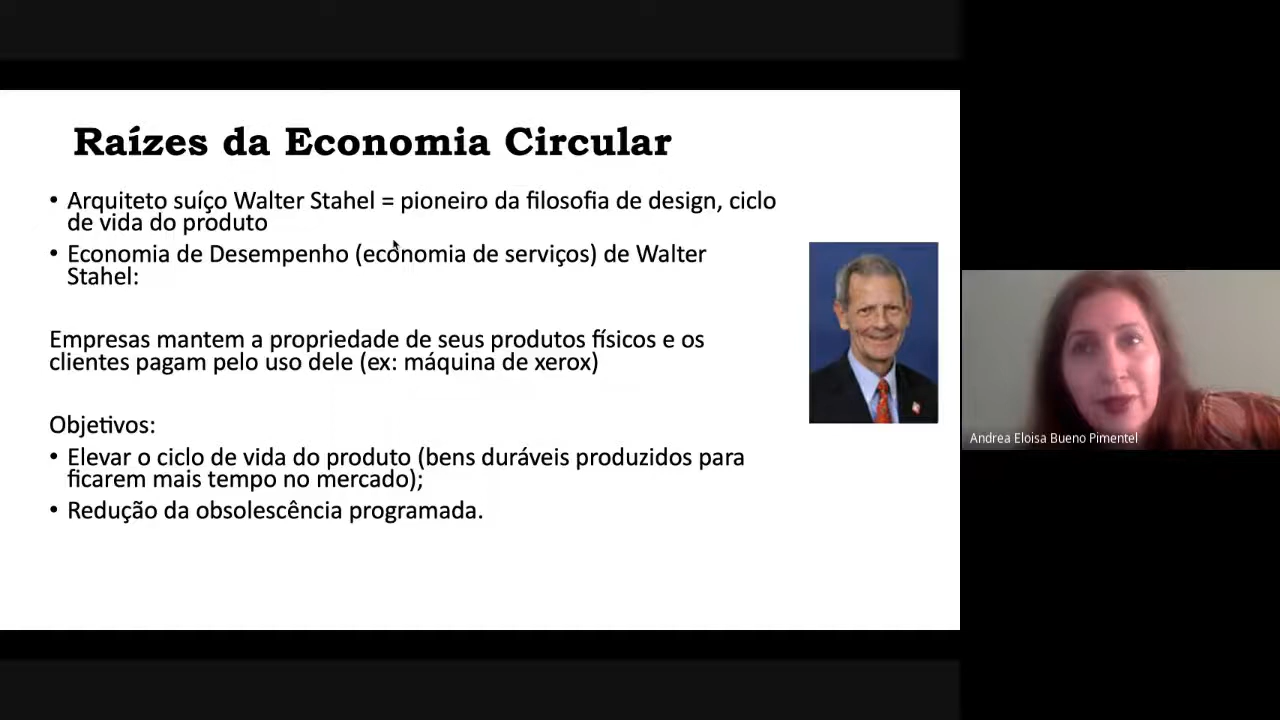 Raízes da Economia Circular
• Arquiteto suíço Walter Stahel = pioneiro da filosofia de design, ciclo
de vida do produto
• Economia de Desempenho (economia de serviços) de Walter
Stahel:
Empresas mantem a propriedade de seus produtos físicos e os
clientes pagam pelo uso dele (ex: máquina de xerox)
Objetivos:
• Elevar o ciclo de vida do produto (bens duráveis produzidos para
ficarem mais tempo no mercado);
• Redução da obsolescência programada.
Andrea Eloisa Bueno Pimentel